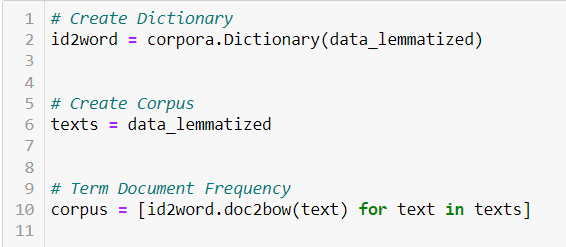 1 # Create Dictionary
2 id2word = corpora.Dictionary(data_lemmatized)
3
4
5 # Create Corpus
6 texts = data_lemmatized
7
8
9 # Term Document Frequency
10 corpus = [id2word.doc2bow(text) for text in texts]
11